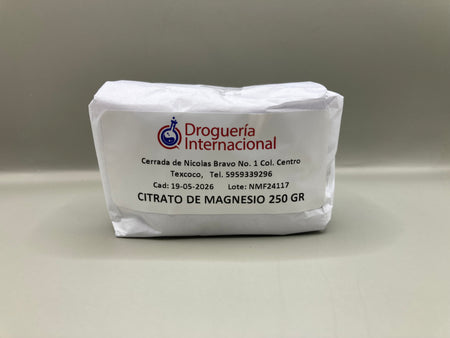 Droguería
Internacional
Cerrada de Nicolas Bravo No. 1 Col. Centro
Texcoco, Tel. 5959339296
Cad: 19-05-2026 Lote: NMF24117
CITRATO DE MAGNESIO 250 GR